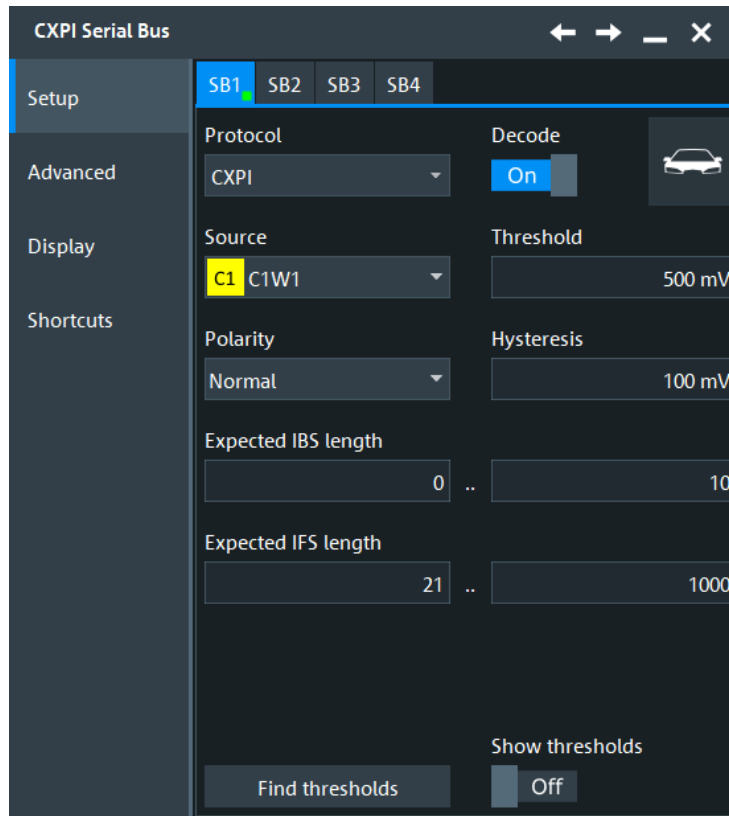 CXPI Serial Bus
Setup
Advanced
Display
Shortcuts
SB1 SB2 SB3 SB4
Protocol Decode
CXPI On
Source Threshold
C1 C1W1 500 mV
Polarity Hysteresis
Normal 100 mV
Expected IBS length
0 .. 10
Expected IFS length
21 .. 1000
Show thresholds
Find thresholds Off